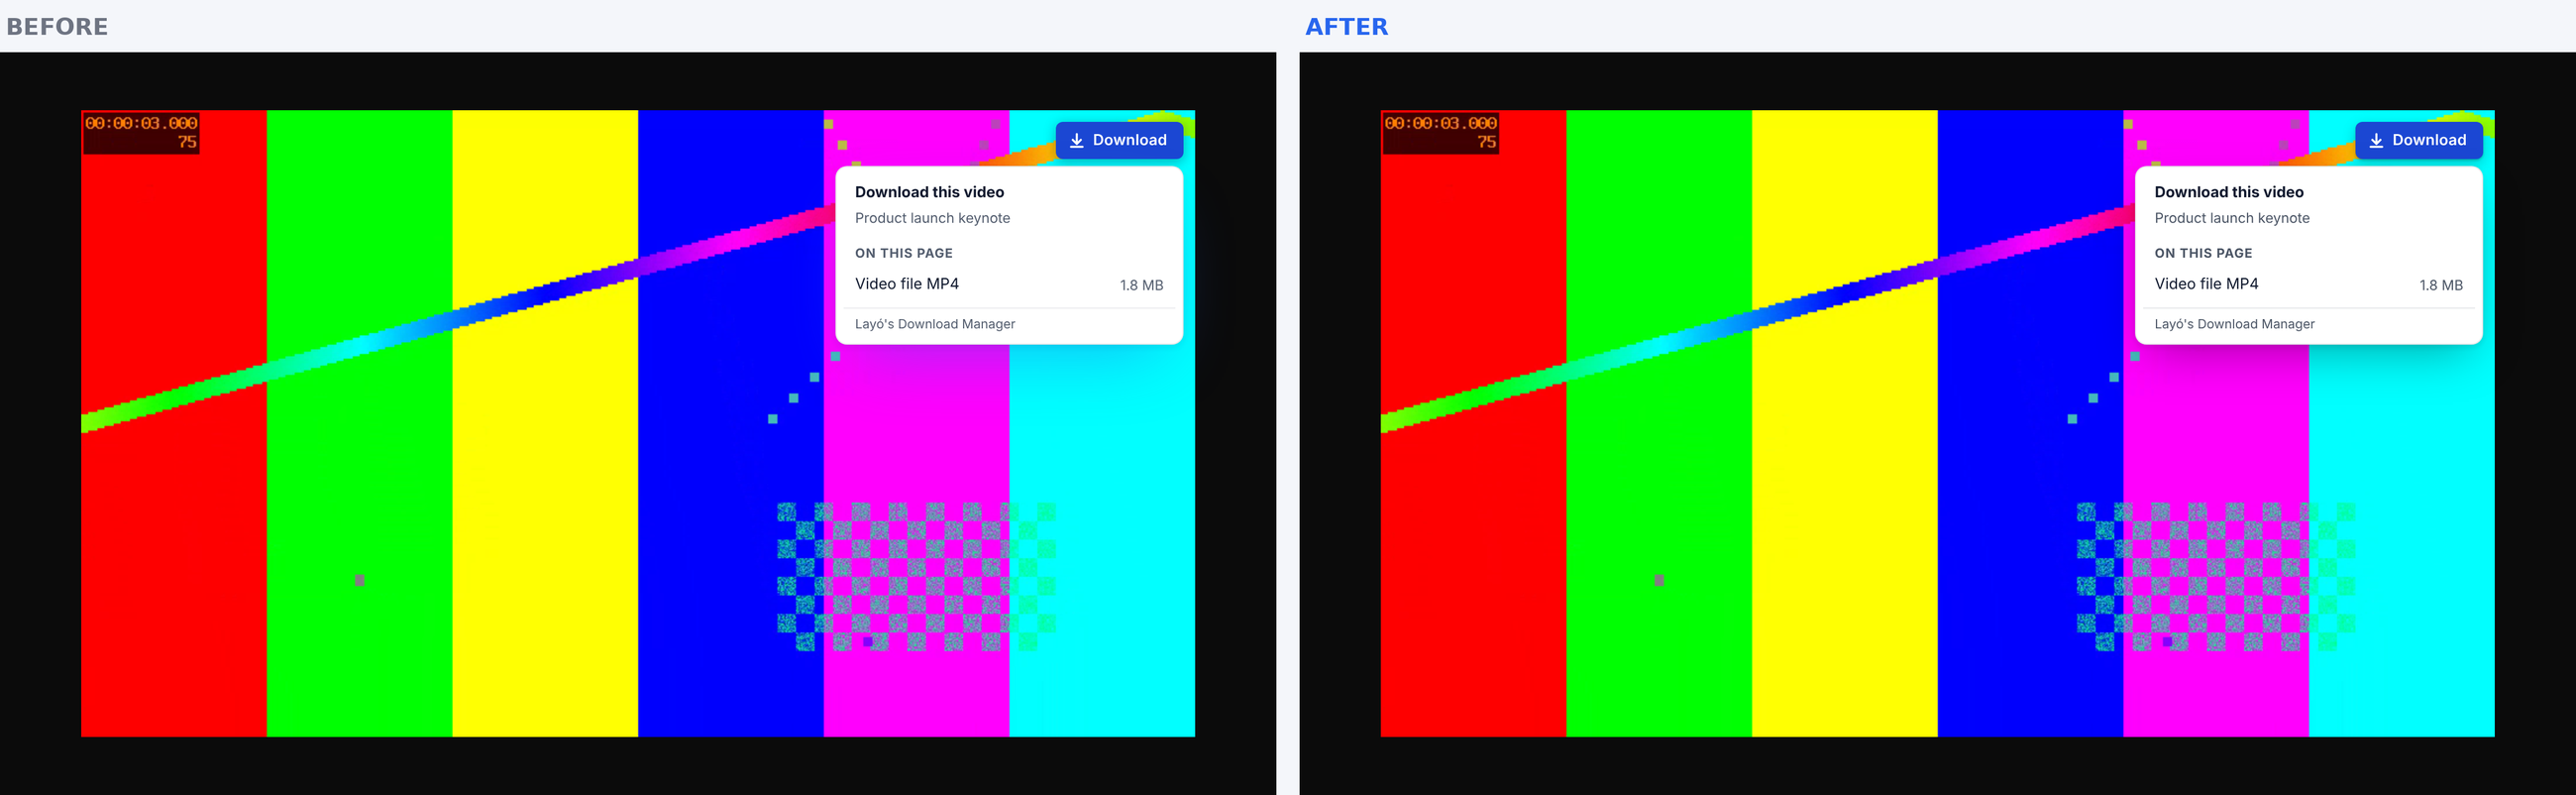 BEFORE
00:00:03.000
75
Download
Download this video
Product launch keynote
ON THIS PAGE
Video file MP4 1.8 MB
Layó's Download Manager
AFTER
00:00:03.000
75
Download
Download this video
Product launch keynote
ON THIS PAGE
Video file MP4 1.8 MB
Layó's Download Manager